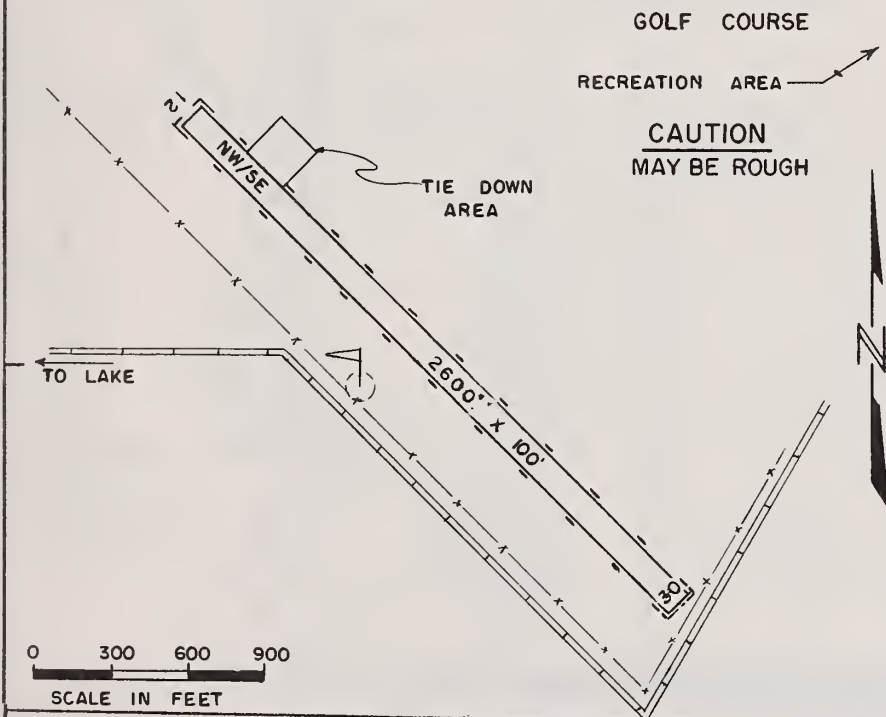 GOLF COURSE
RECREATION AREA
CAUTION
MAY BE ROUGH
12
NW/SE
TIE DOWN
AREA
N
TO LAKE
2600' X 100'
30
0 300 600 900
SCALE IN FEET